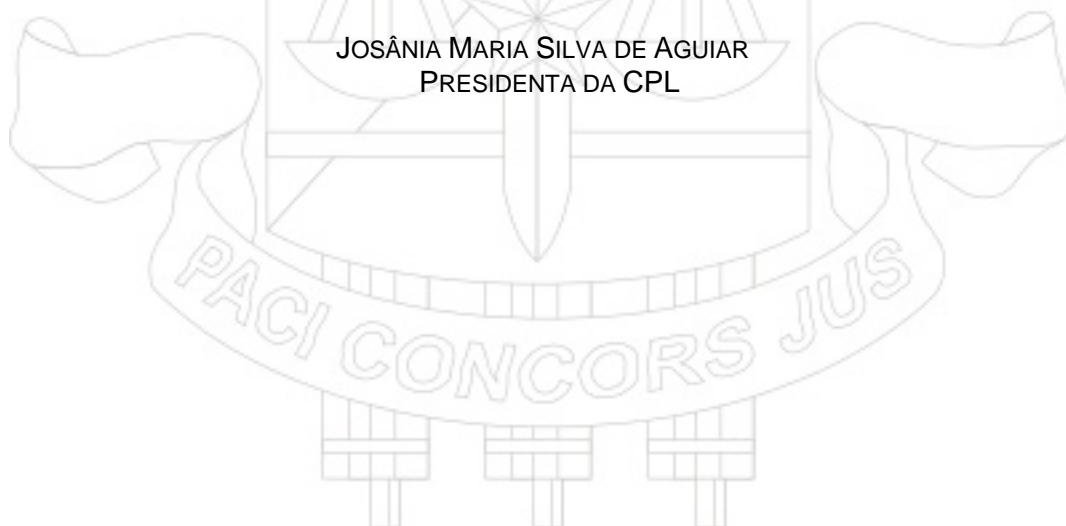 JOSÂNIA MARIA SILVA DE AGUIAR
PRESIDENTA DA CPL
PACI CONCORS JUS